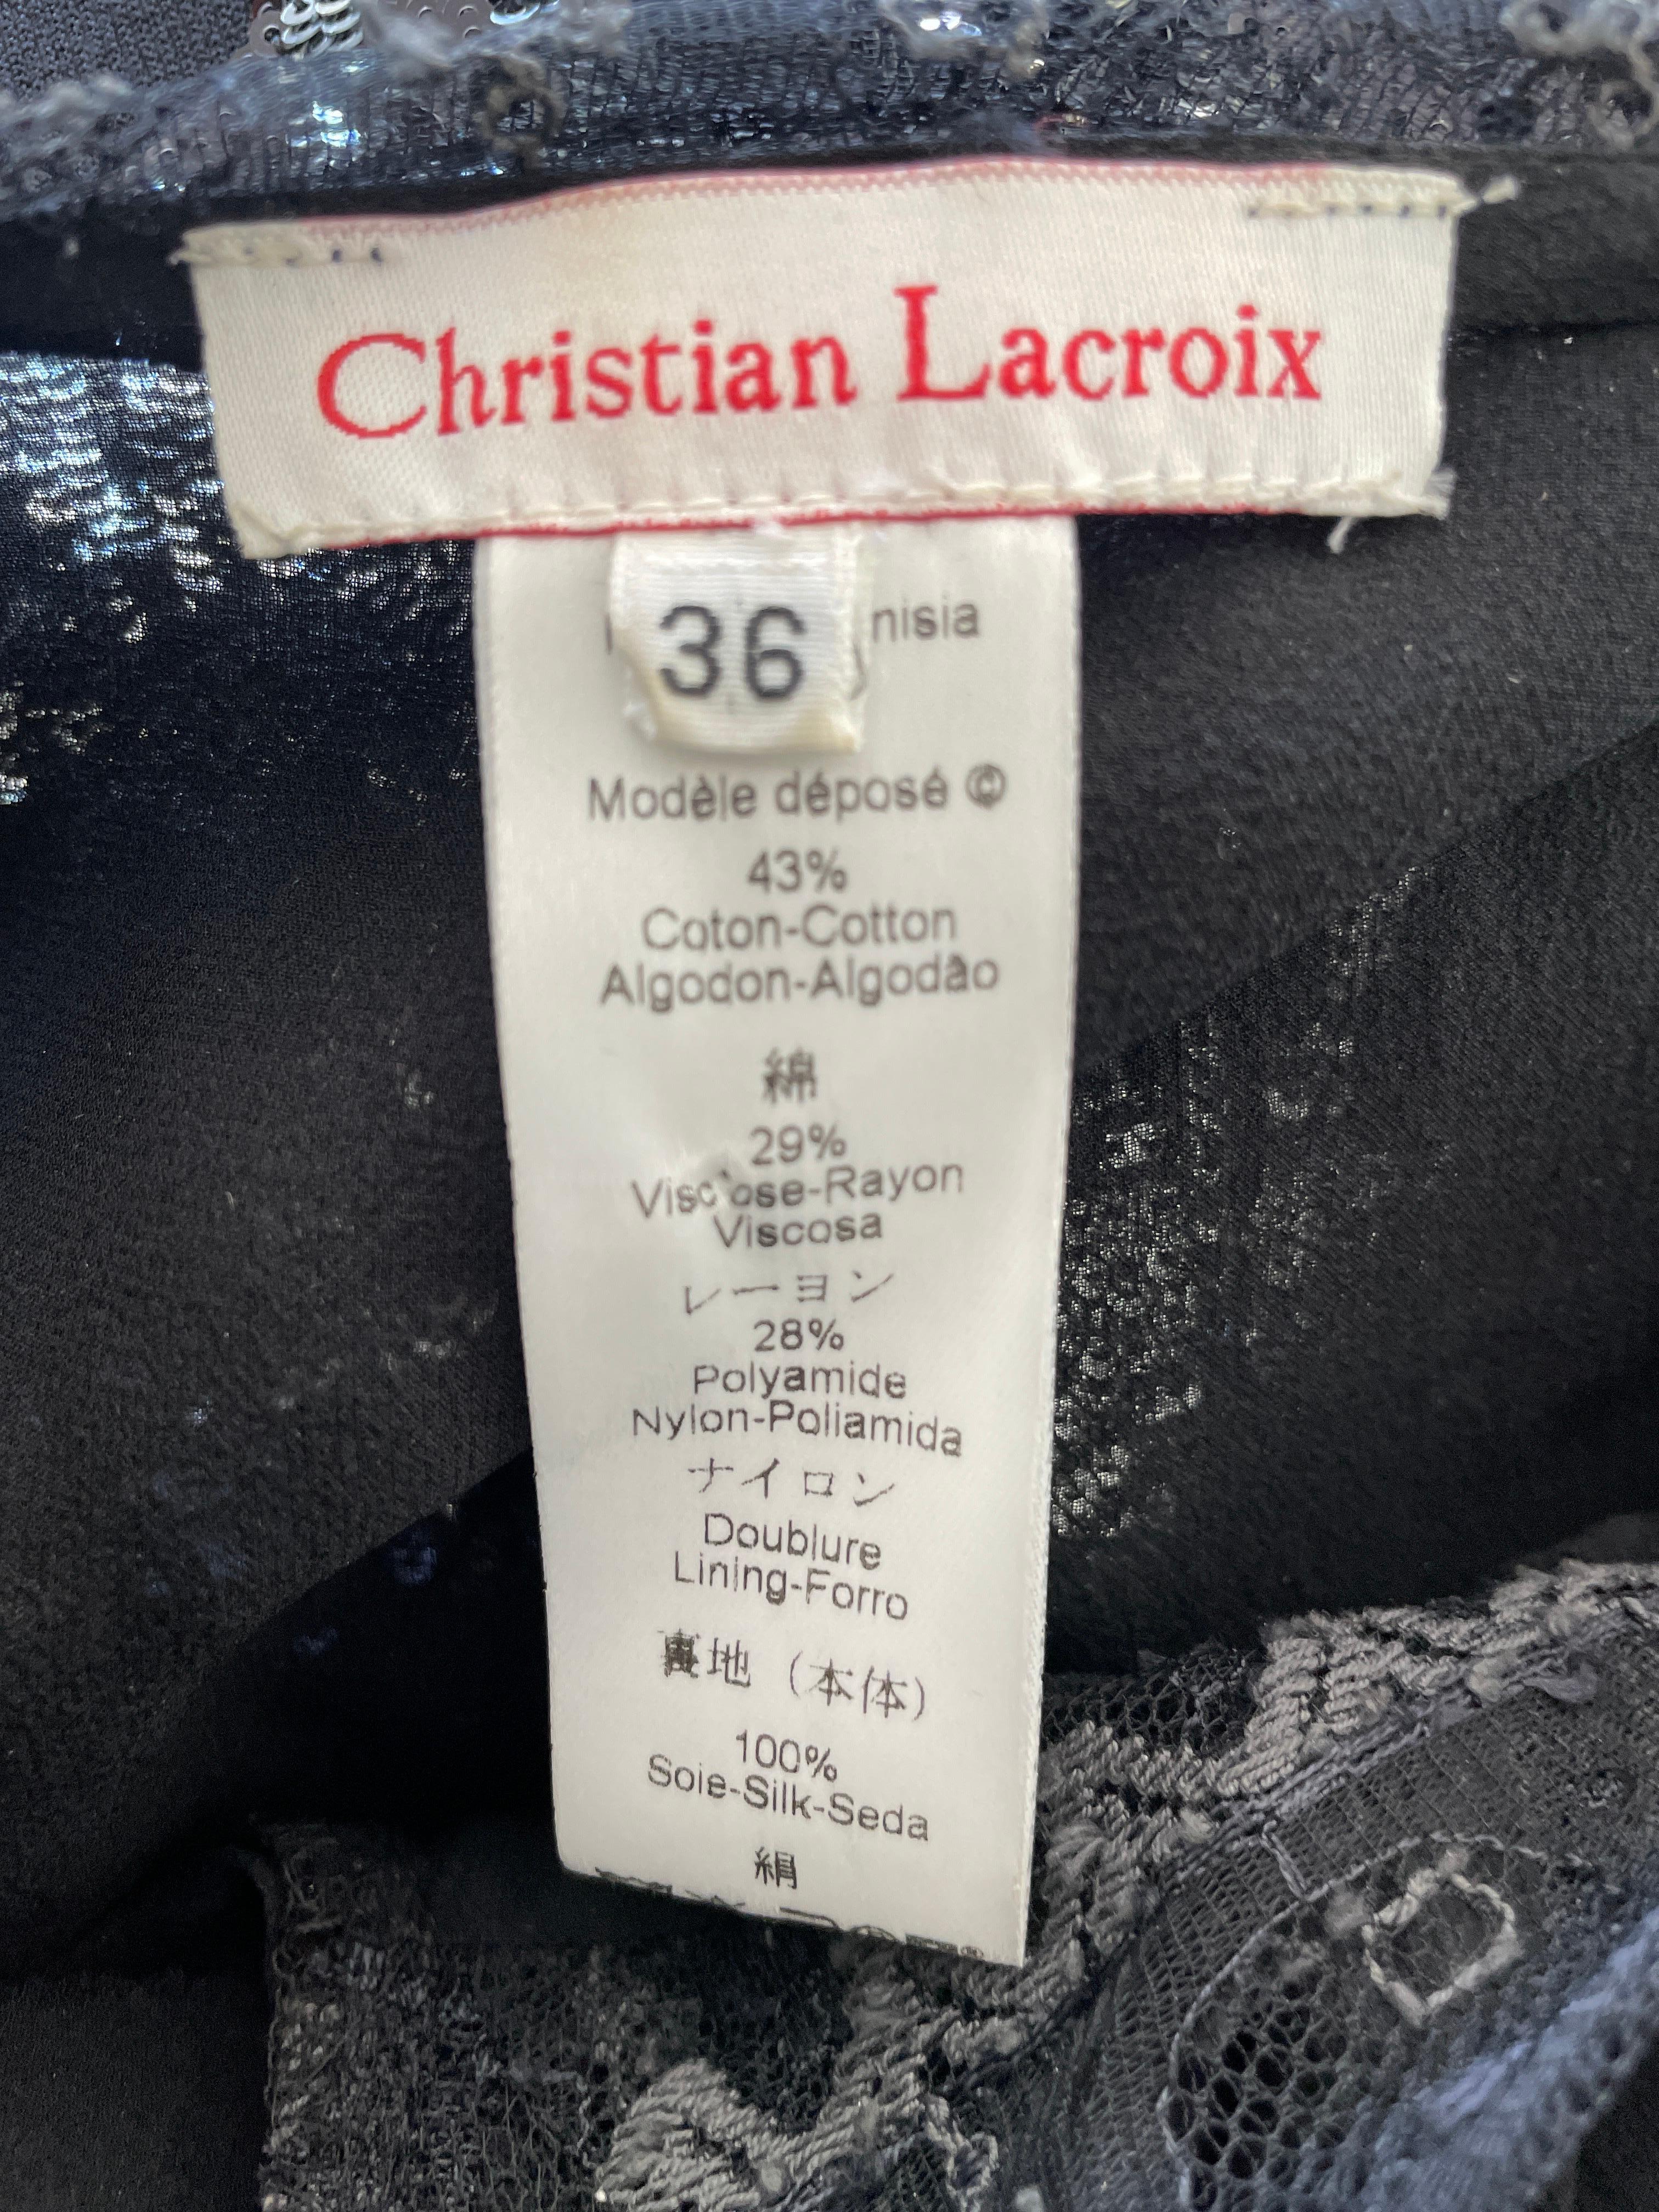 Christian Lacroix
36
nisia
Modèle déposé ©
43%
Coton-Cotton
Algodon-Algodão
綿
29%
Viscose-Rayon
Viscosa
レーヨン
28%
Polyamide
Nylon-Poliamida
ナイロン
Doublure
Lining-Forro
裏地 (本体)
100%
Soie-Silk-Seda
絹